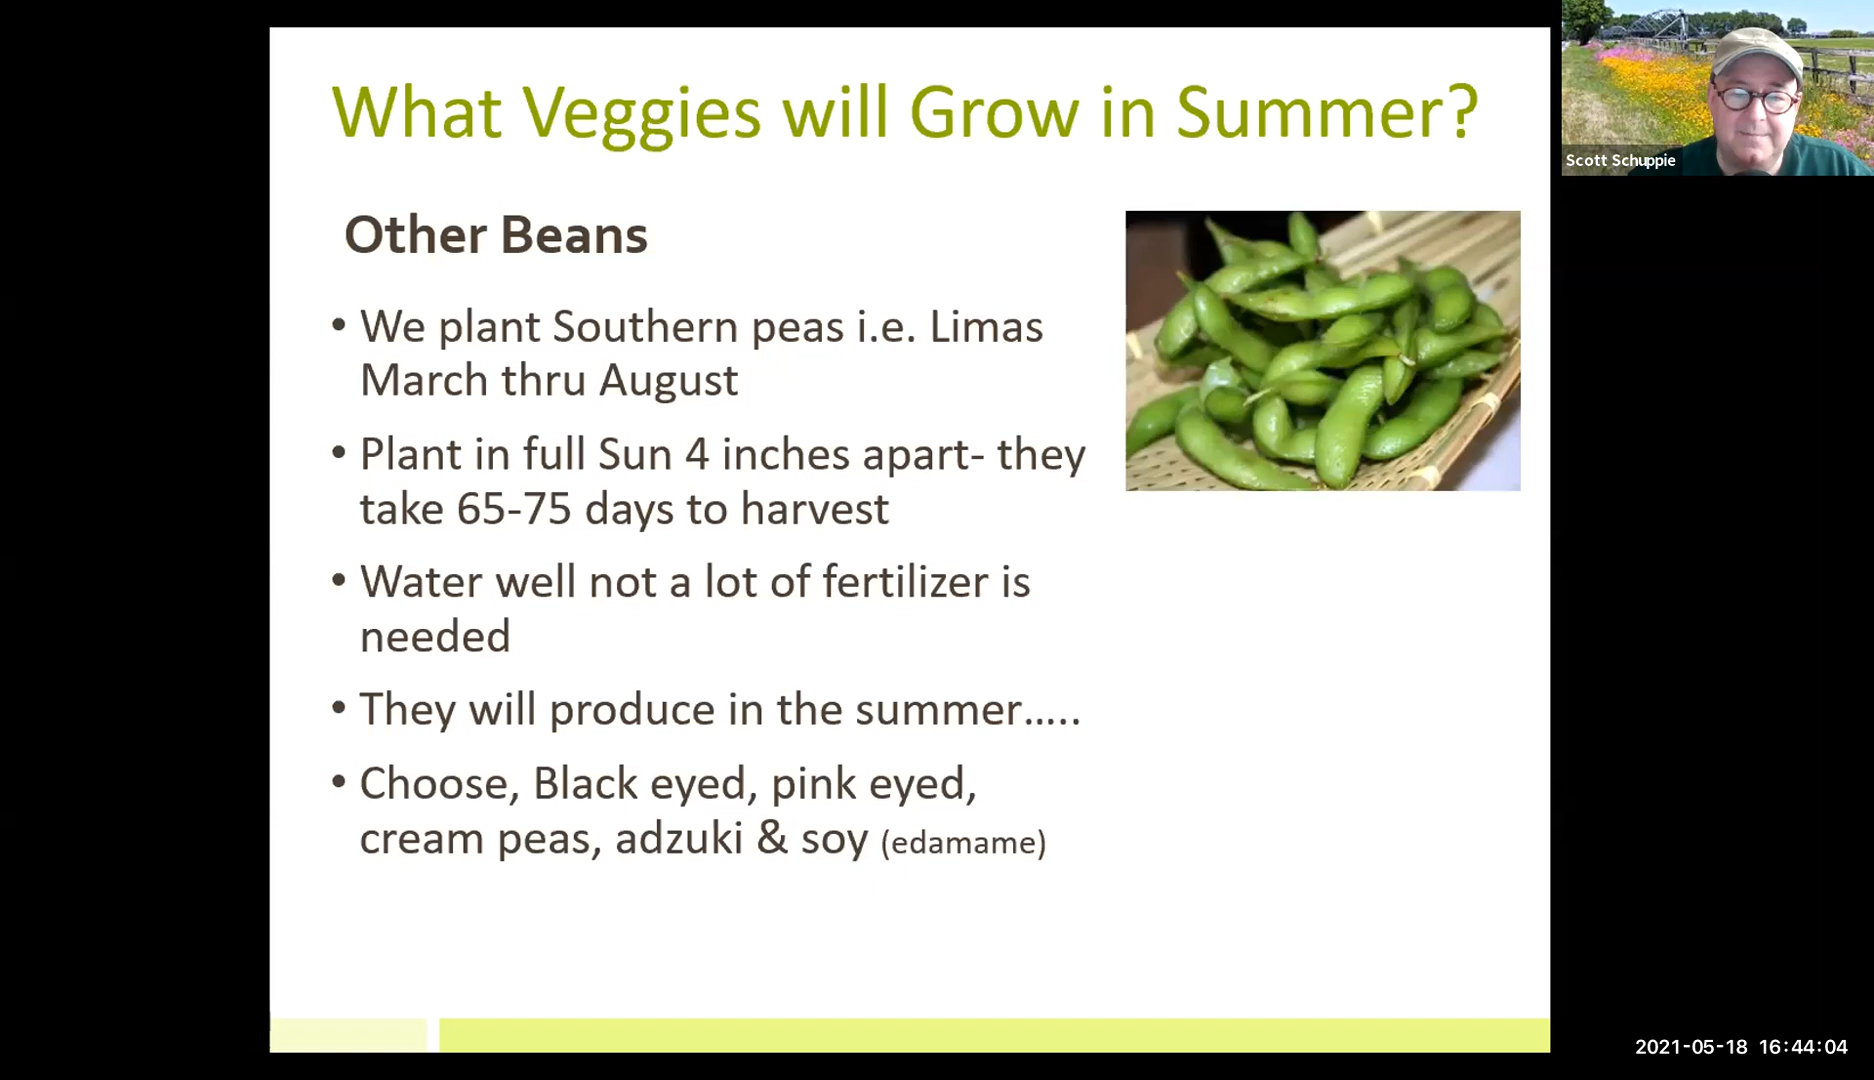 What Veggies will Grow in Summer?
Scott Schuppie
Other Beans
• We plant Southern peas i.e. Limas
March thru August
• Plant in full Sun 4 inches apart- they
take 65-75 days to harvest
• Water well not a lot of fertilizer is
needed
• They will produce in the summer.....
• Choose, Black eyed, pink eyed,
cream peas, adzuki & soy (edamame)
2021-05-18 16:44:04